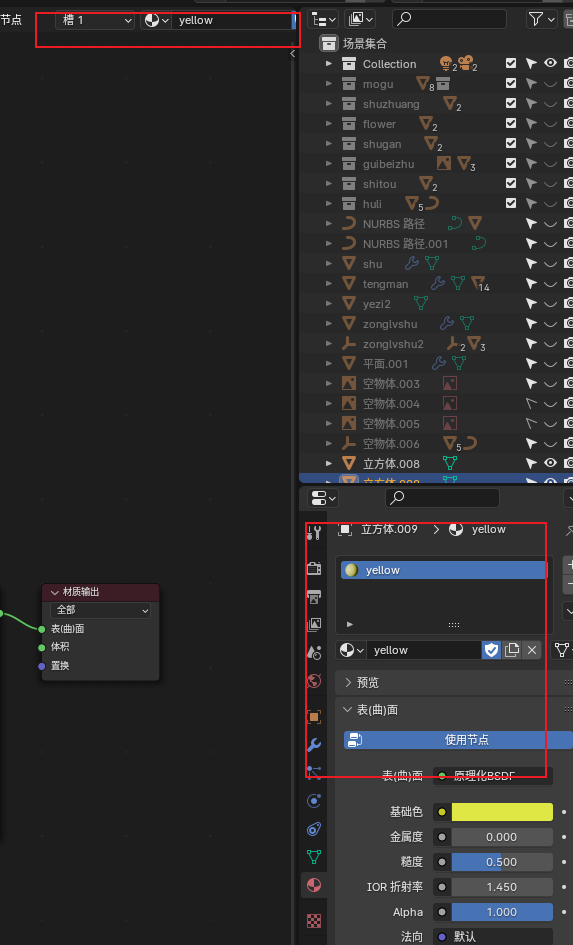 节点
槽 1
yellow
场景集合
Collection
2
2
mogu
8
shuzhuang
2
flower
2
shugan
2
guibeizhu
3
shitou
2
huli
5
NURBS 路径
NURBS 路径.001
shu
tengman
14
yezi2
zonglvshu
zonglvshu2
2
3
平面.001
空物体.003
空物体.004
空物体.005
空物体.006
5
立方体.008
立方体.009
立方体.009
yellow
yellow
yellow
预览
表(曲)面
使用节点
表(曲)面
原理化BSDF
基础色
金属度
0.000
糙度
0.500
IOR 折射率
1.450
Alpha
1.000
法向
默认
材质输出
全部
表(曲)面
体积
置换